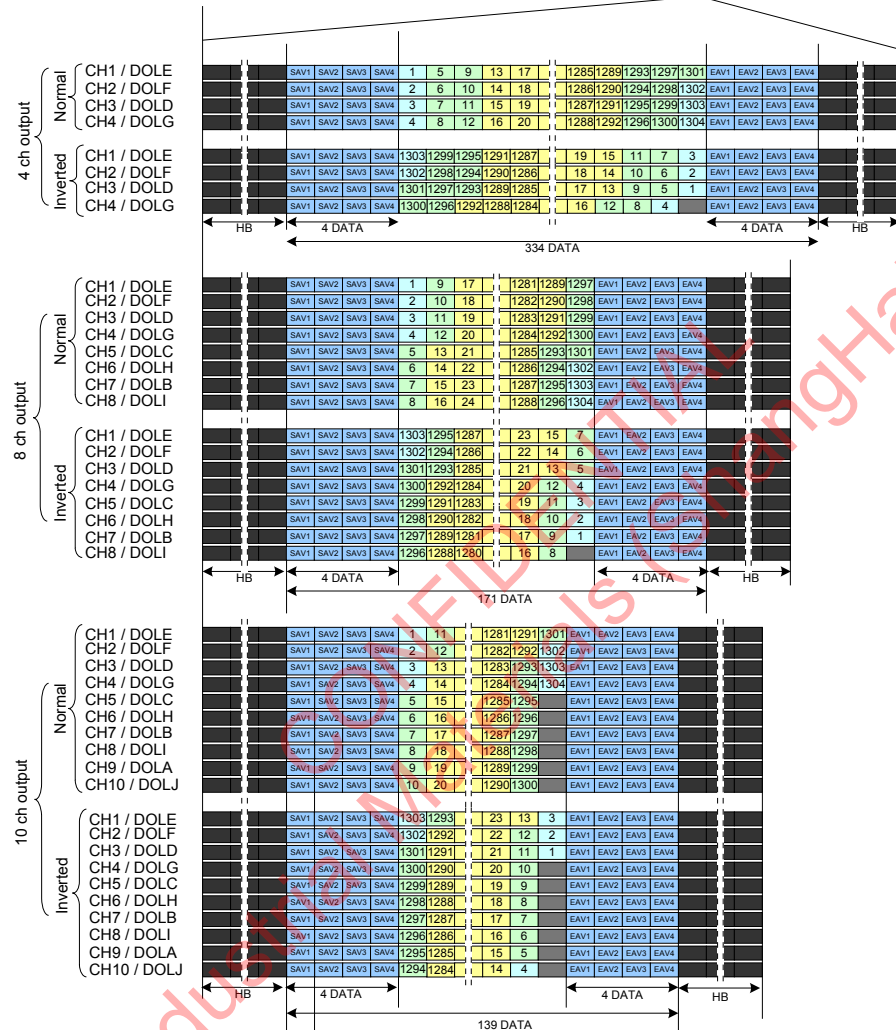 4 ch output
Normal
CH1 / DOLE SAV1 SAV2 SAV3 SAV4 1 5 9 13 17 1285 1289 1293 1297 1301 EAV1 EAV2 EAV3 EAV4
CH2 / DOLF SAV1 SAV2 SAV3 SAV4 2 6 10 14 18 1286 1290 1294 1298 1302 EAV1 EAV2 EAV3 EAV4
CH3 / DOLD SAV1 SAV2 SAV3 SAV4 3 7 11 15 19 1287 1291 1295 1299 1303 EAV1 EAV2 EAV3 EAV4
CH4 / DOLG SAV1 SAV2 SAV3 SAV4 4 8 12 16 20 1288 1292 1296 1300 1304 EAV1 EAV2 EAV3 EAV4
Inverted
CH1 / DOLE SAV1 SAV2 SAV3 SAV4 1303 1299 1295 1291 1287 19 15 11 7 3 EAV1 EAV2 EAV3 EAV4
CH2 / DOLF SAV1 SAV2 SAV3 SAV4 1302 1298 1294 1290 1286 18 14 10 6 2 EAV1 EAV2 EAV3 EAV4
CH3 / DOLD SAV1 SAV2 SAV3 SAV4 1301 1297 1293 1289 1285 17 13 9 5 1 EAV1 EAV2 EAV3 EAV4
CH4 / DOLG SAV1 SAV2 SAV3 SAV4 1300 1296 1292 1288 1284 16 12 8 4 EAV1 EAV2 EAV3 EAV4
HB 4 DATA 4 DATA HB
334 DATA
8 ch output
Normal
CH1 / DOLE SAV1 SAV2 SAV3 SAV4 1 9 17 1281 1289 1297 EAV1 EAV2 EAV3 EAV4
CH2 / DOLF SAV1 SAV2 SAV3 SAV4 2 10 18 1282 1290 1298 EAV1 EAV2 EAV3 EAV4
CH3 / DOLD SAV1 SAV2 SAV3 SAV4 3 11 19 1283 1291 1299 EAV1 EAV2 EAV3 EAV4
CH4 / DOLG SAV1 SAV2 SAV3 SAV4 4 12 20 1284 1292 1300 EAV1 EAV2 EAV3 EAV4
CH5 / DOLC SAV1 SAV2 SAV3 SAV4 5 13 21 1285 1293 1301 EAV1 EAV2 EAV3 EAV4
CH6 / DOLH SAV1 SAV2 SAV3 SAV4 6 14 22 1286 1294 1302 EAV1 EAV2 EAV3 EAV4
CH7 / DOLB SAV1 SAV2 SAV3 SAV4 7 15 23 1287 1295 1303 EAV1 EAV2 EAV3 EAV4
CH8 / DOLI SAV1 SAV2 SAV3 SAV4 8 16 24 1288 1296 1304 EAV1 EAV2 EAV3 EAV4
Inverted
CH1 / DOLE SAV1 SAV2 SAV3 SAV4 1303 1295 1287 23 15 7 EAV1 EAV2 EAV3 EAV4
CH2 / DOLF SAV1 SAV2 SAV3 SAV4 1302 1294 1286 22 14 6 EAV1 EAV2 EAV3 EAV4
CH3 / DOLD SAV1 SAV2 SAV3 SAV4 1301 1293 1285 21 13 5 EAV1 EAV2 EAV3 EAV4
CH4 / DOLG SAV1 SAV2 SAV3 SAV4 1300 1292 1284 20 12 4 EAV1 EAV2 EAV3 EAV4
CH5 / DOLC SAV1 SAV2 SAV3 SAV4 1299 1291 1283 19 11 3 EAV1 EAV2 EAV3 EAV4
CH6 / DOLH SAV1 SAV2 SAV3 SAV4 1298 1290 1282 18 10 2 EAV1 EAV2 EAV3 EAV4
CH7 / DOLB SAV1 SAV2 SAV3 SAV4 1297 1289 1281 17 9 1 EAV1 EAV2 EAV3 EAV4
CH8 / DOLI SAV1 SAV2 SAV3 SAV4 1296 1288 1280 16 8 EAV1 EAV2 EAV3 EAV4
HB 4 DATA 4 DATA HB
171 DATA
10 ch output
Normal
CH1 / DOLE SAV1 SAV2 SAV3 SAV4 1 11 1281 1291 1301 EAV1 EAV2 EAV3 EAV4
CH2 / DOLF SAV1 SAV2 SAV3 SAV4 2 12 1282 1292 1302 EAV1 EAV2 EAV3 EAV4
CH3 / DOLD SAV1 SAV2 SAV3 SAV4 3 13 1283 1293 1303 EAV1 EAV2 EAV3 EAV4
CH4 / DOLG SAV1 SAV2 SAV3 SAV4 4 14 1284 1294 1304 EAV1 EAV2 EAV3 EAV4
CH5 / DOLC SAV1 SAV2 SAV3 SAV4 5 15 1285 1295 EAV1 EAV2 EAV3 EAV4
CH6 / DOLH SAV1 SAV2 SAV3 SAV4 6 16 1286 1296 EAV1 EAV2 EAV3 EAV4
CH7 / DOLB SAV1 SAV2 SAV3 SAV4 7 17 1287 1297 EAV1 EAV2 EAV3 EAV4
CH8 / DOLI SAV1 SAV2 SAV3 SAV4 8 18 1288 1298 EAV1 EAV2 EAV3 EAV4
CH9 / DOLA SAV1 SAV2 SAV3 SAV4 9 19 1289 1299 EAV1 EAV2 EAV3 EAV4
CH10 / DOLJ SAV1 SAV2 SAV3 SAV4 10 20 1290 1300 EAV1 EAV2 EAV3 EAV4
Inverted
CH1 / DOLE SAV1 SAV2 SAV3 SAV4 1303 1293 23 13 3 EAV1 EAV2 EAV3 EAV4
CH2 / DOLF SAV1 SAV2 SAV3 SAV4 1302 1292 22 12 2 EAV1 EAV2 EAV3 EAV4
CH3 / DOLD SAV1 SAV2 SAV3 SAV4 1301 1291 21 11 1 EAV1 EAV2 EAV3 EAV4
CH4 / DOLG SAV1 SAV2 SAV3 SAV4 1300 1290 20 10 EAV1 EAV2 EAV3 EAV4
CH5 / DOLC SAV1 SAV2 SAV3 SAV4 1299 1289 19 9 EAV1 EAV2 EAV3 EAV4
CH6 / DOLH SAV1 SAV2 SAV3 SAV4 1298 1288 18 8 EAV1 EAV2 EAV3 EAV4
CH7 / DOLB SAV1 SAV2 SAV3 SAV4 1297 1287 17 7 EAV1 EAV2 EAV3 EAV4
CH8 / DOLI SAV1 SAV2 SAV3 SAV4 1296 1286 16 6 EAV1 EAV2 EAV3 EAV4
CH9 / DOLA SAV1 SAV2 SAV3 SAV4 1295 1285 15 5 EAV1 EAV2 EAV3 EAV4
CH10 / DOLJ SAV1 SAV2 SAV3 SAV4 1294 1284 14 4 EAV1 EAV2 EAV3 EAV4
HB 4 DATA 4 DATA HB
139 DATA
CONFIDENTIAL
Materials